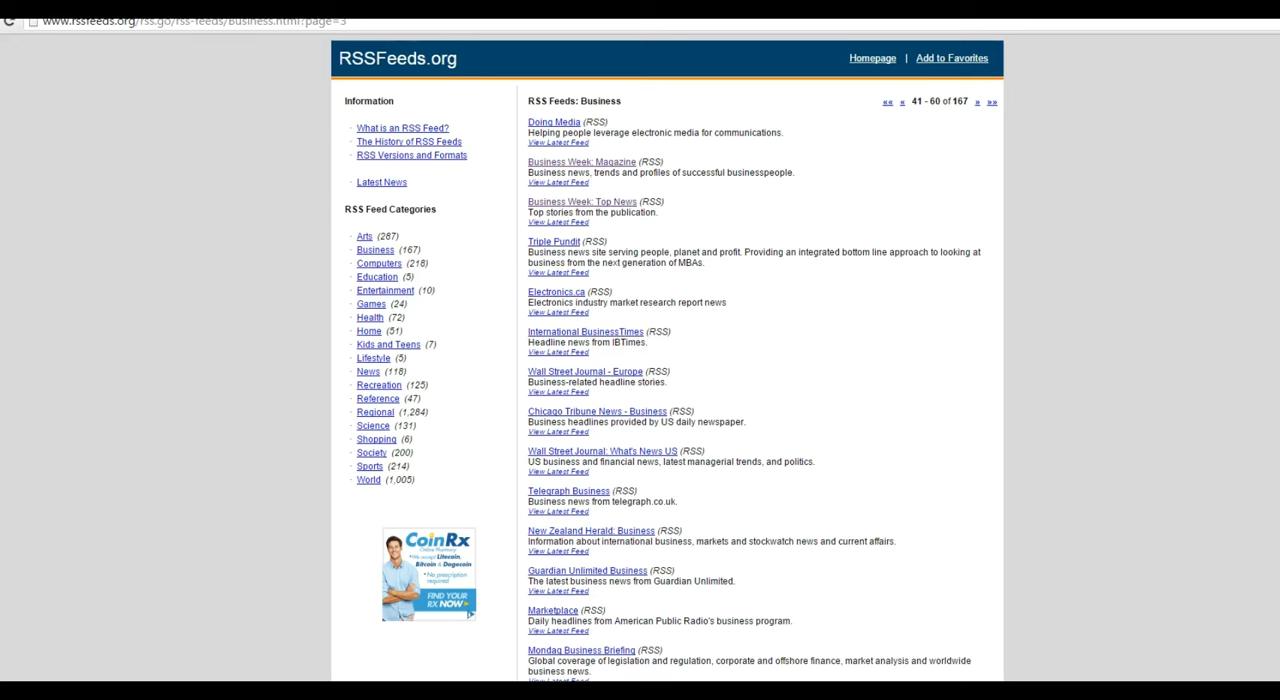 www.rssfeeds.org/rss.go/rss-feeds/Business.html?page=3
RSSFeeds.org
Homepage | Add to Favorites
Information
· What is an RSS Feed?
· The History of RSS Feeds
· RSS Versions and Formats
· Latest News
RSS Feed Categories
· Arts (287)
· Business (167)
· Computers (218)
· Education (5)
· Entertainment (10)
· Games (24)
· Health (72)
· Home (51)
· Kids and Teens (7)
· Lifestyle (5)
· News (118)
· Recreation (125)
· Reference (47)
· Regional (1,284)
· Science (131)
· Shopping (6)
· Society (200)
· Sports (214)
· World (1,005)
CoinRx
Online Pharmacy
*We accept Litecoin,
Bitcoin & Dogecoin
*No prescription
required
FIND YOUR
RX NOW
RSS Feeds: Business
«« « 41 - 60 of 167 » »»
Doing Media (RSS)
Helping people leverage electronic media for communications.
View Latest Feed
Business Week: Magazine (RSS)
Business news, trends and profiles of successful businesspeople.
View Latest Feed
Business Week: Top News (RSS)
Top stories from the publication.
View Latest Feed
Triple Pundit (RSS)
Business news site serving people, planet and profit. Providing an integrated bottom line approach to looking at
business from the next generation of MBAs.
View Latest Feed
Electronics.ca (RSS)
Electronics industry market research report news
View Latest Feed
International BusinessTimes (RSS)
Headline news from IBTimes.
View Latest Feed
Wall Street Journal - Europe (RSS)
Business-related headline stories.
View Latest Feed
Chicago Tribune News - Business (RSS)
Business headlines provided by US daily newspaper.
View Latest Feed
Wall Street Journal: What's News US (RSS)
US business and financial news, latest managerial trends, and politics.
View Latest Feed
Telegraph Business (RSS)
Business news from telegraph.co.uk.
View Latest Feed
New Zealand Herald: Business (RSS)
Information about international business, markets and stockwatch news and current affairs.
View Latest Feed
Guardian Unlimited Business (RSS)
The latest business news from Guardian Unlimited.
View Latest Feed
Marketplace (RSS)
Daily headlines from American Public Radio's business program.
View Latest Feed
Mondaq Business Briefing (RSS)
Global coverage of legislation and regulation, corporate and offshore finance, market analysis and worldwide
business news.